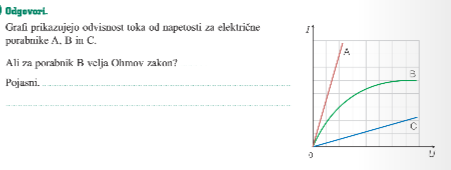 Odgovori.
Grafi prikazujejo odvisnost toka od napetosti za električne
porabnike A, B in C.
Ali za porabnik B velja Ohmov zakon?
Pojasni.
I
A
B
C
0
U